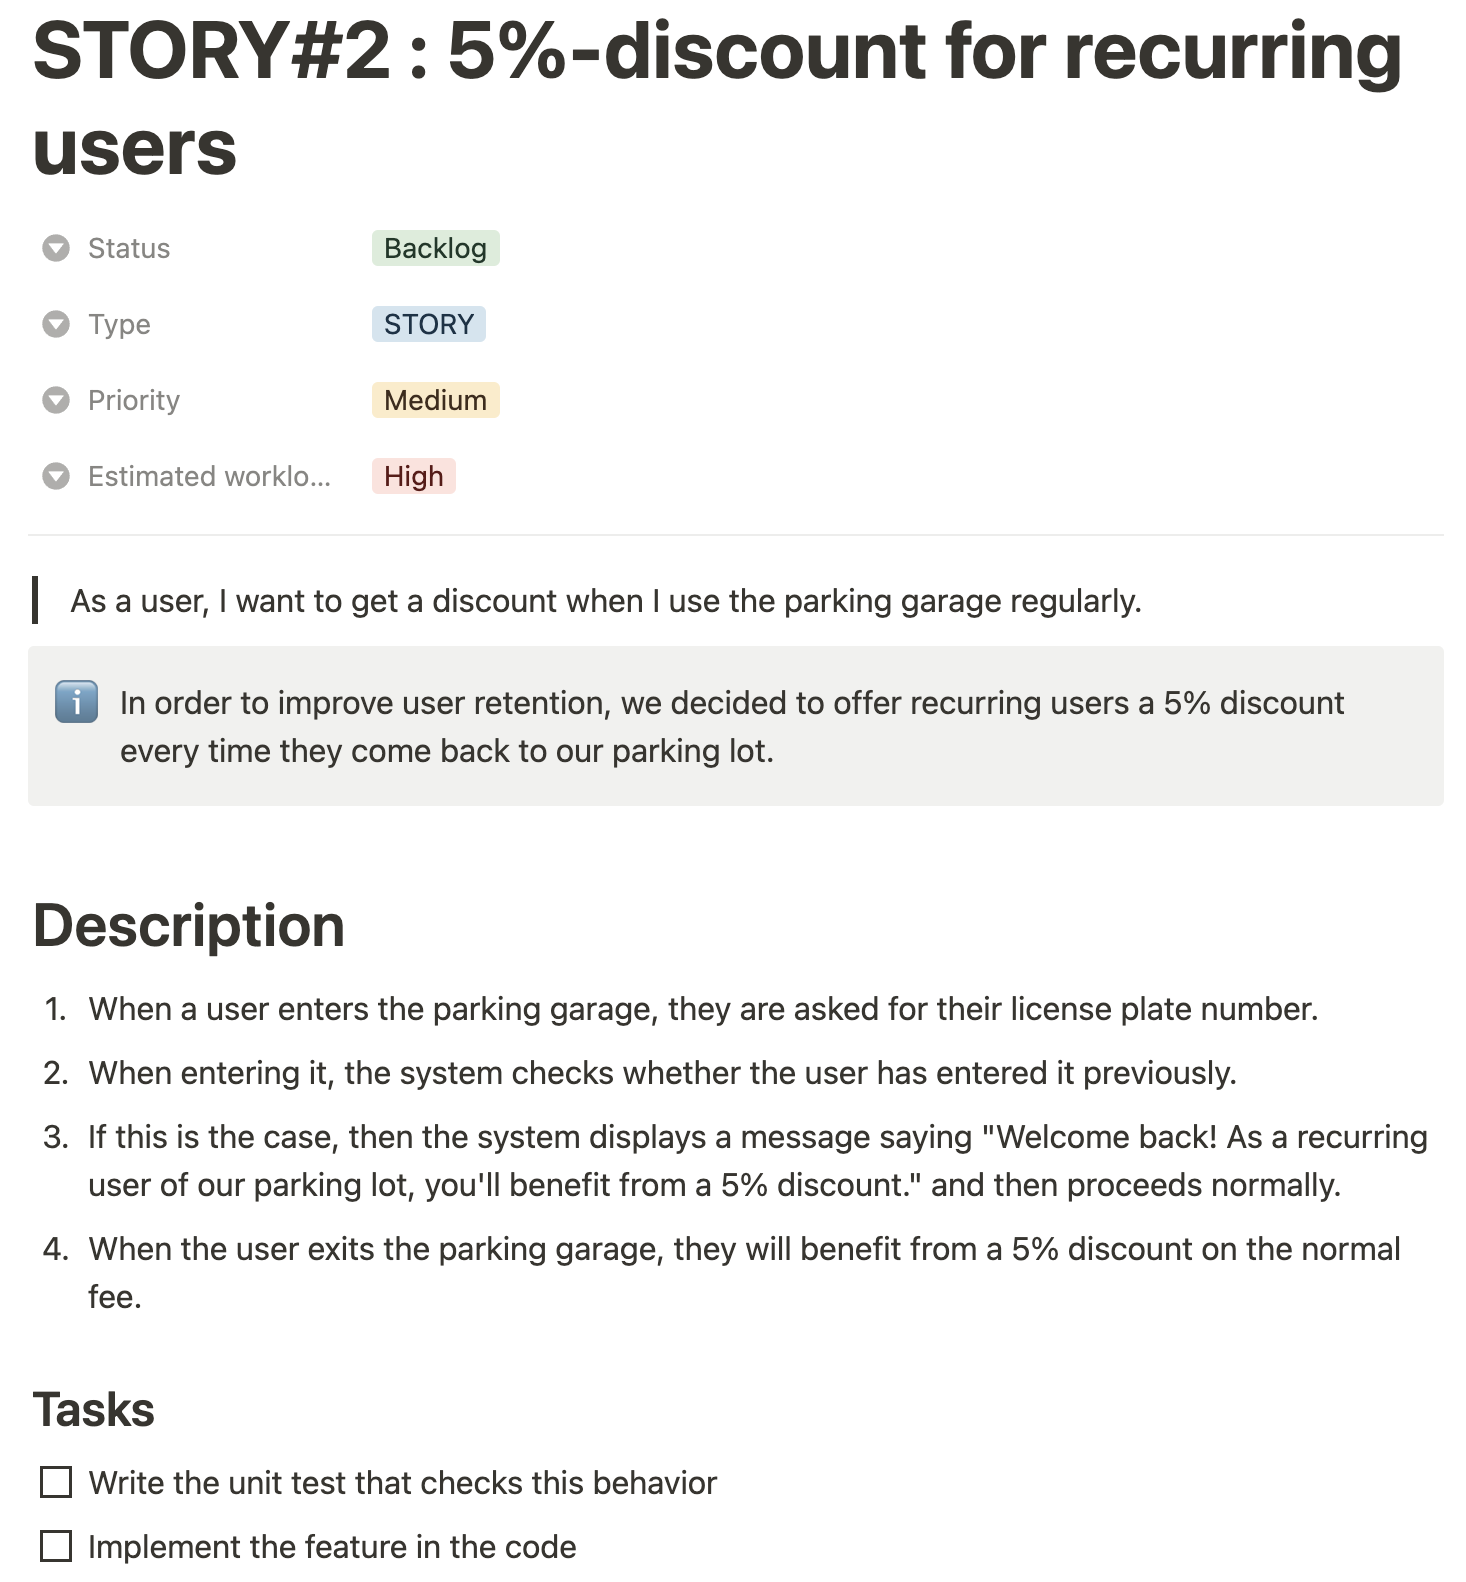 STORY#2 : 5%-discount for recurring
users
Status Backlog
Type STORY
Priority Medium
Estimated worklo... High
As a user, I want to get a discount when I use the parking garage regularly.
In order to improve user retention, we decided to offer recurring users a 5% discount
every time they come back to our parking lot.
Description
1. When a user enters the parking garage, they are asked for their license plate number.
2. When entering it, the system checks whether the user has entered it previously.
3. If this is the case, then the system displays a message saying "Welcome back! As a recurring
user of our parking lot, you'll benefit from a 5% discount." and then proceeds normally.
4. When the user exits the parking garage, they will benefit from a 5% discount on the normal
fee.
Tasks
Write the unit test that checks this behavior
Implement the feature in the code